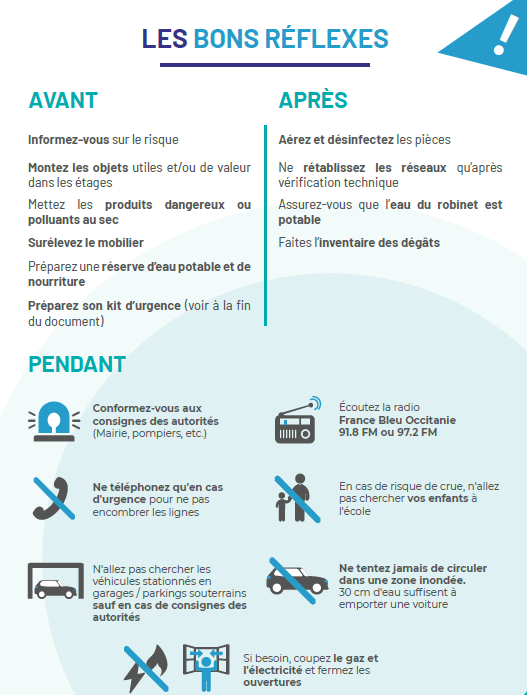 LES BONS RÉFLEXES
!
AVANT
Informez-vous sur le risque
Montez les objets utiles et/ou de valeur
dans les étages
Mettez les produits dangereux ou
polluants au sec
Surélevez le mobilier
Préparez une réserve d'eau potable et de
nourriture
Préparez son kit d'urgence (voir à la fin
du document)
APRÈS
Aérez et désinfectez les pièces
Ne rétablissez les réseaux qu'après
vérification technique
Assurez-vous que l'eau du robinet est
potable
Faites l'inventaire des dégâts
PENDANT
Conformez-vous aux
consignes des autorités
(Mairie, pompiers, etc.)
Écoutez la radio
France Bleu Occitanie
91.8 FM ou 97.2 FM
Ne téléphonez qu'en cas
d'urgence pour ne pas
encombrer les lignes
En cas de risque de crue, n'allez
pas chercher vos enfants à
l'école
N'allez pas chercher les
véhicules stationnés en
garages / parkings souterrains
sauf en cas de consignes des
autorités
Ne tentez jamais de circuler
dans une zone inondée.
30 cm d'eau suffisent à
emporter une voiture
Si besoin, coupez le gaz et
l'électricité et fermez les
ouvertures